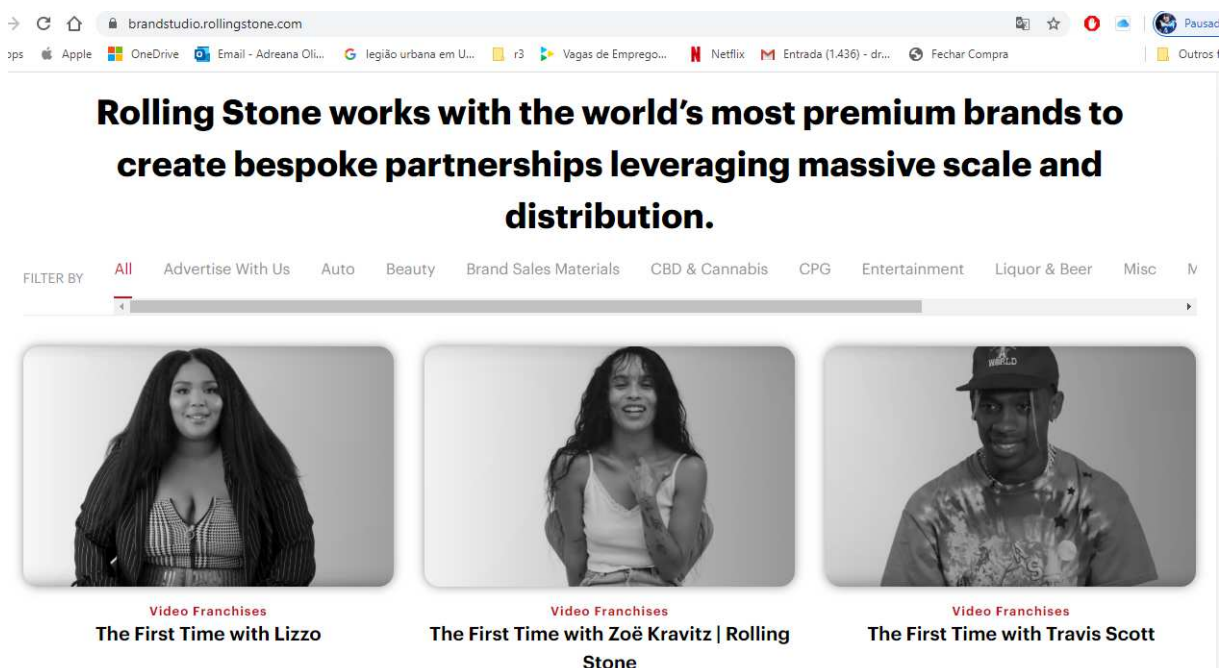 brandstudio.rollingstone.com
Pausad
ops Apple OneDrive Email - Adreana Oli... legião urbana em U... r3 Vagas de Emprego... Netflix Entrada (1.436) - dr... Fechar Compra Outros f
Rolling Stone works with the world's most premium brands to
create bespoke partnerships leveraging massive scale and
distribution.
FILTER BY All Advertise With Us Auto Beauty Brand Sales Materials CBD & Cannabis CPG Entertainment Liquor & Beer Misc M
WORLD
Video Franchises
The First Time with Lizzo
Video Franchises
The First Time with Zoë Kravitz | Rolling
Stone
Video Franchises
The First Time with Travis Scott